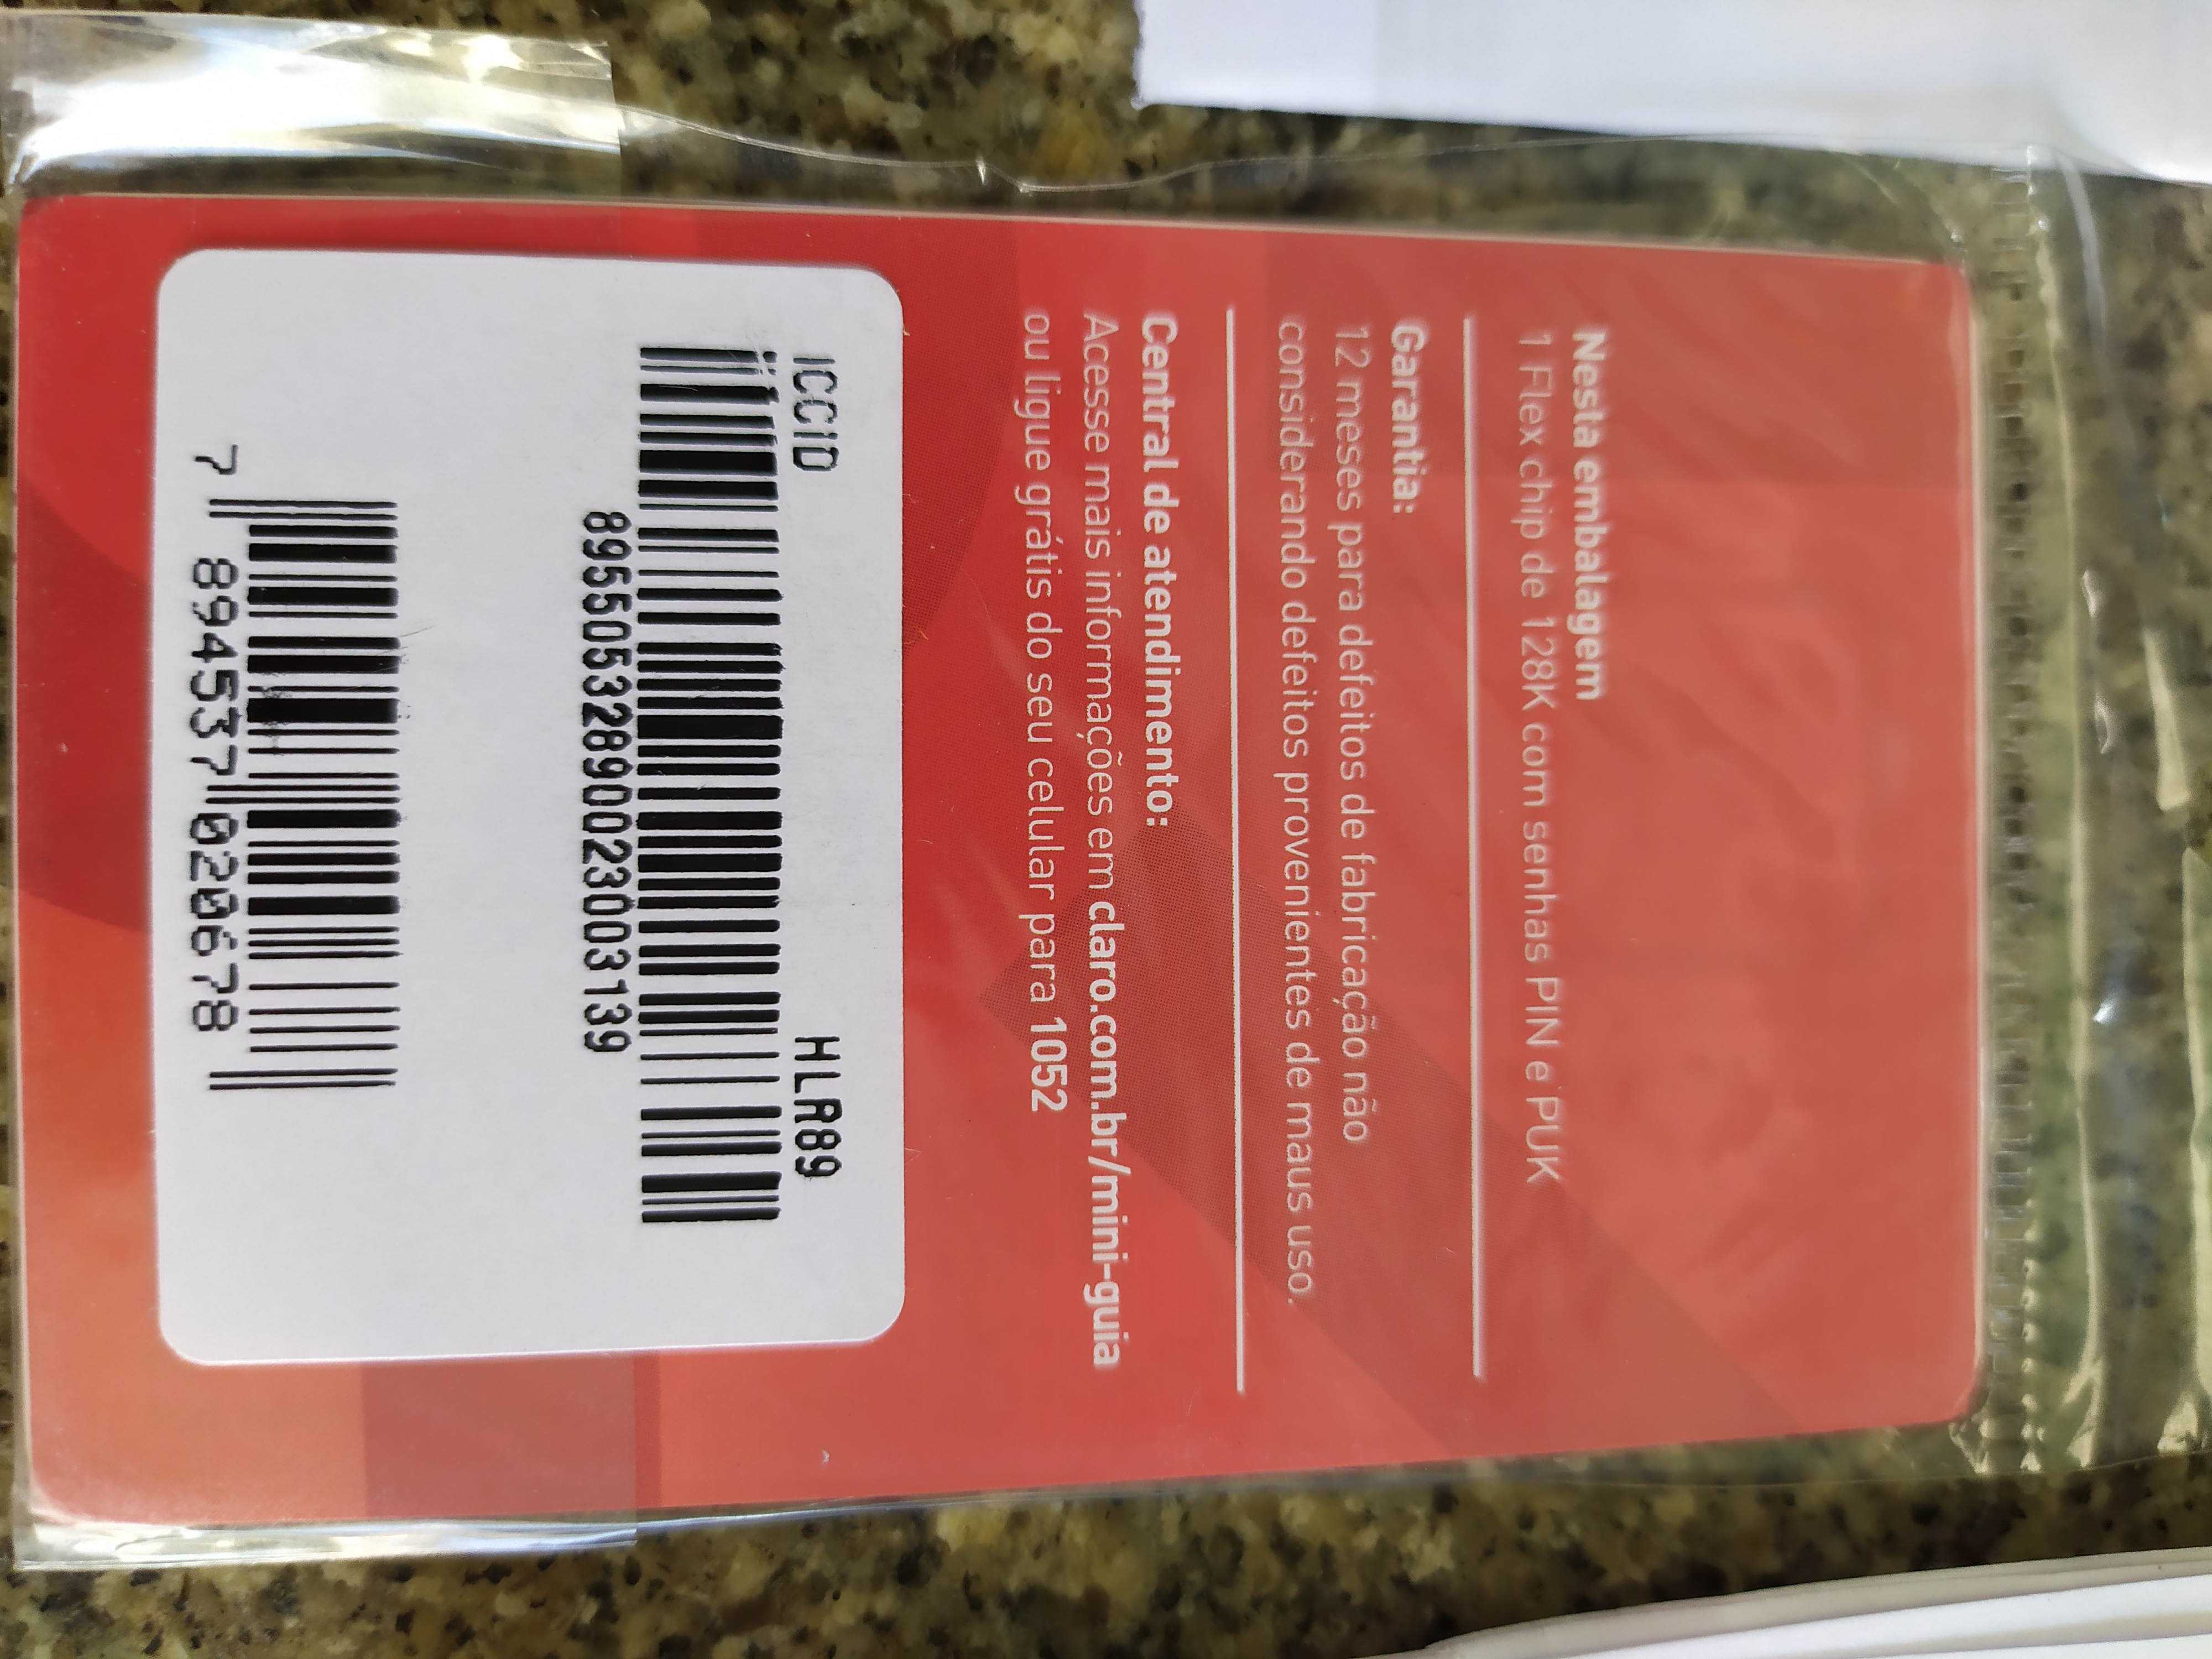 Nesta embalagem
1 Flex chip de 128K com senhas PIN e PUK
Garantia:
12 meses para defeitos de fabricação não
considerando defeitos provenientes de maus uso.
Central de atendimento:
Acesse mais informações em claro.com.br/mini-guia
ou ligue grátis do seu celular para 1052
ICCID HLR89
89550532890023003139
7 894537 020678